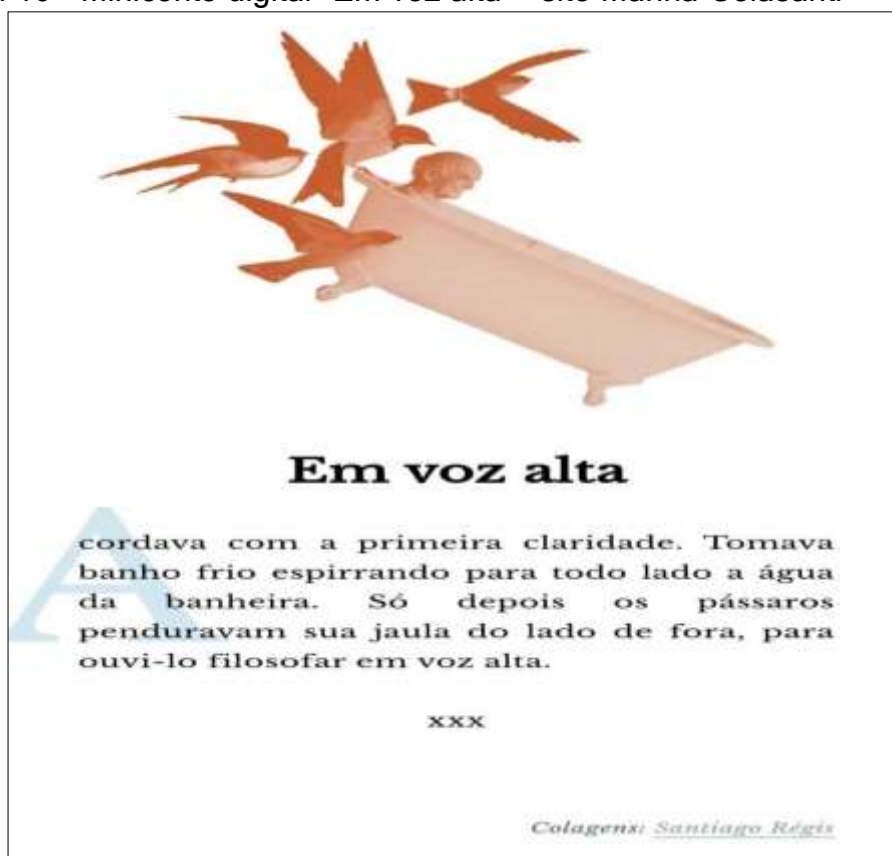 Em voz alta
Acordava com a primeira claridade. Tomava
banho frio espirrando para todo lado a água
da banheira. Só depois os pássaros
penduravam sua jaula do lado de fora, para
ouvi-lo filosofar em voz alta.
xxx
Colagens: Santiago Régis